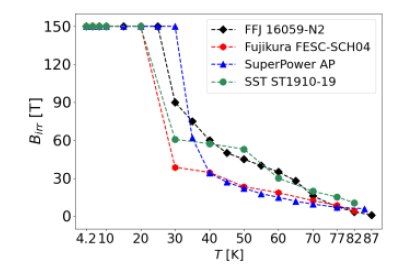 150
120
90
60
30
0
B_irr [T]
FFJ 16059-N2
Fujikura FESC-SCH04
SuperPower AP
SST ST1910-19
4.2 10 20 30 40 50 60 70 77 82 87
T [K]